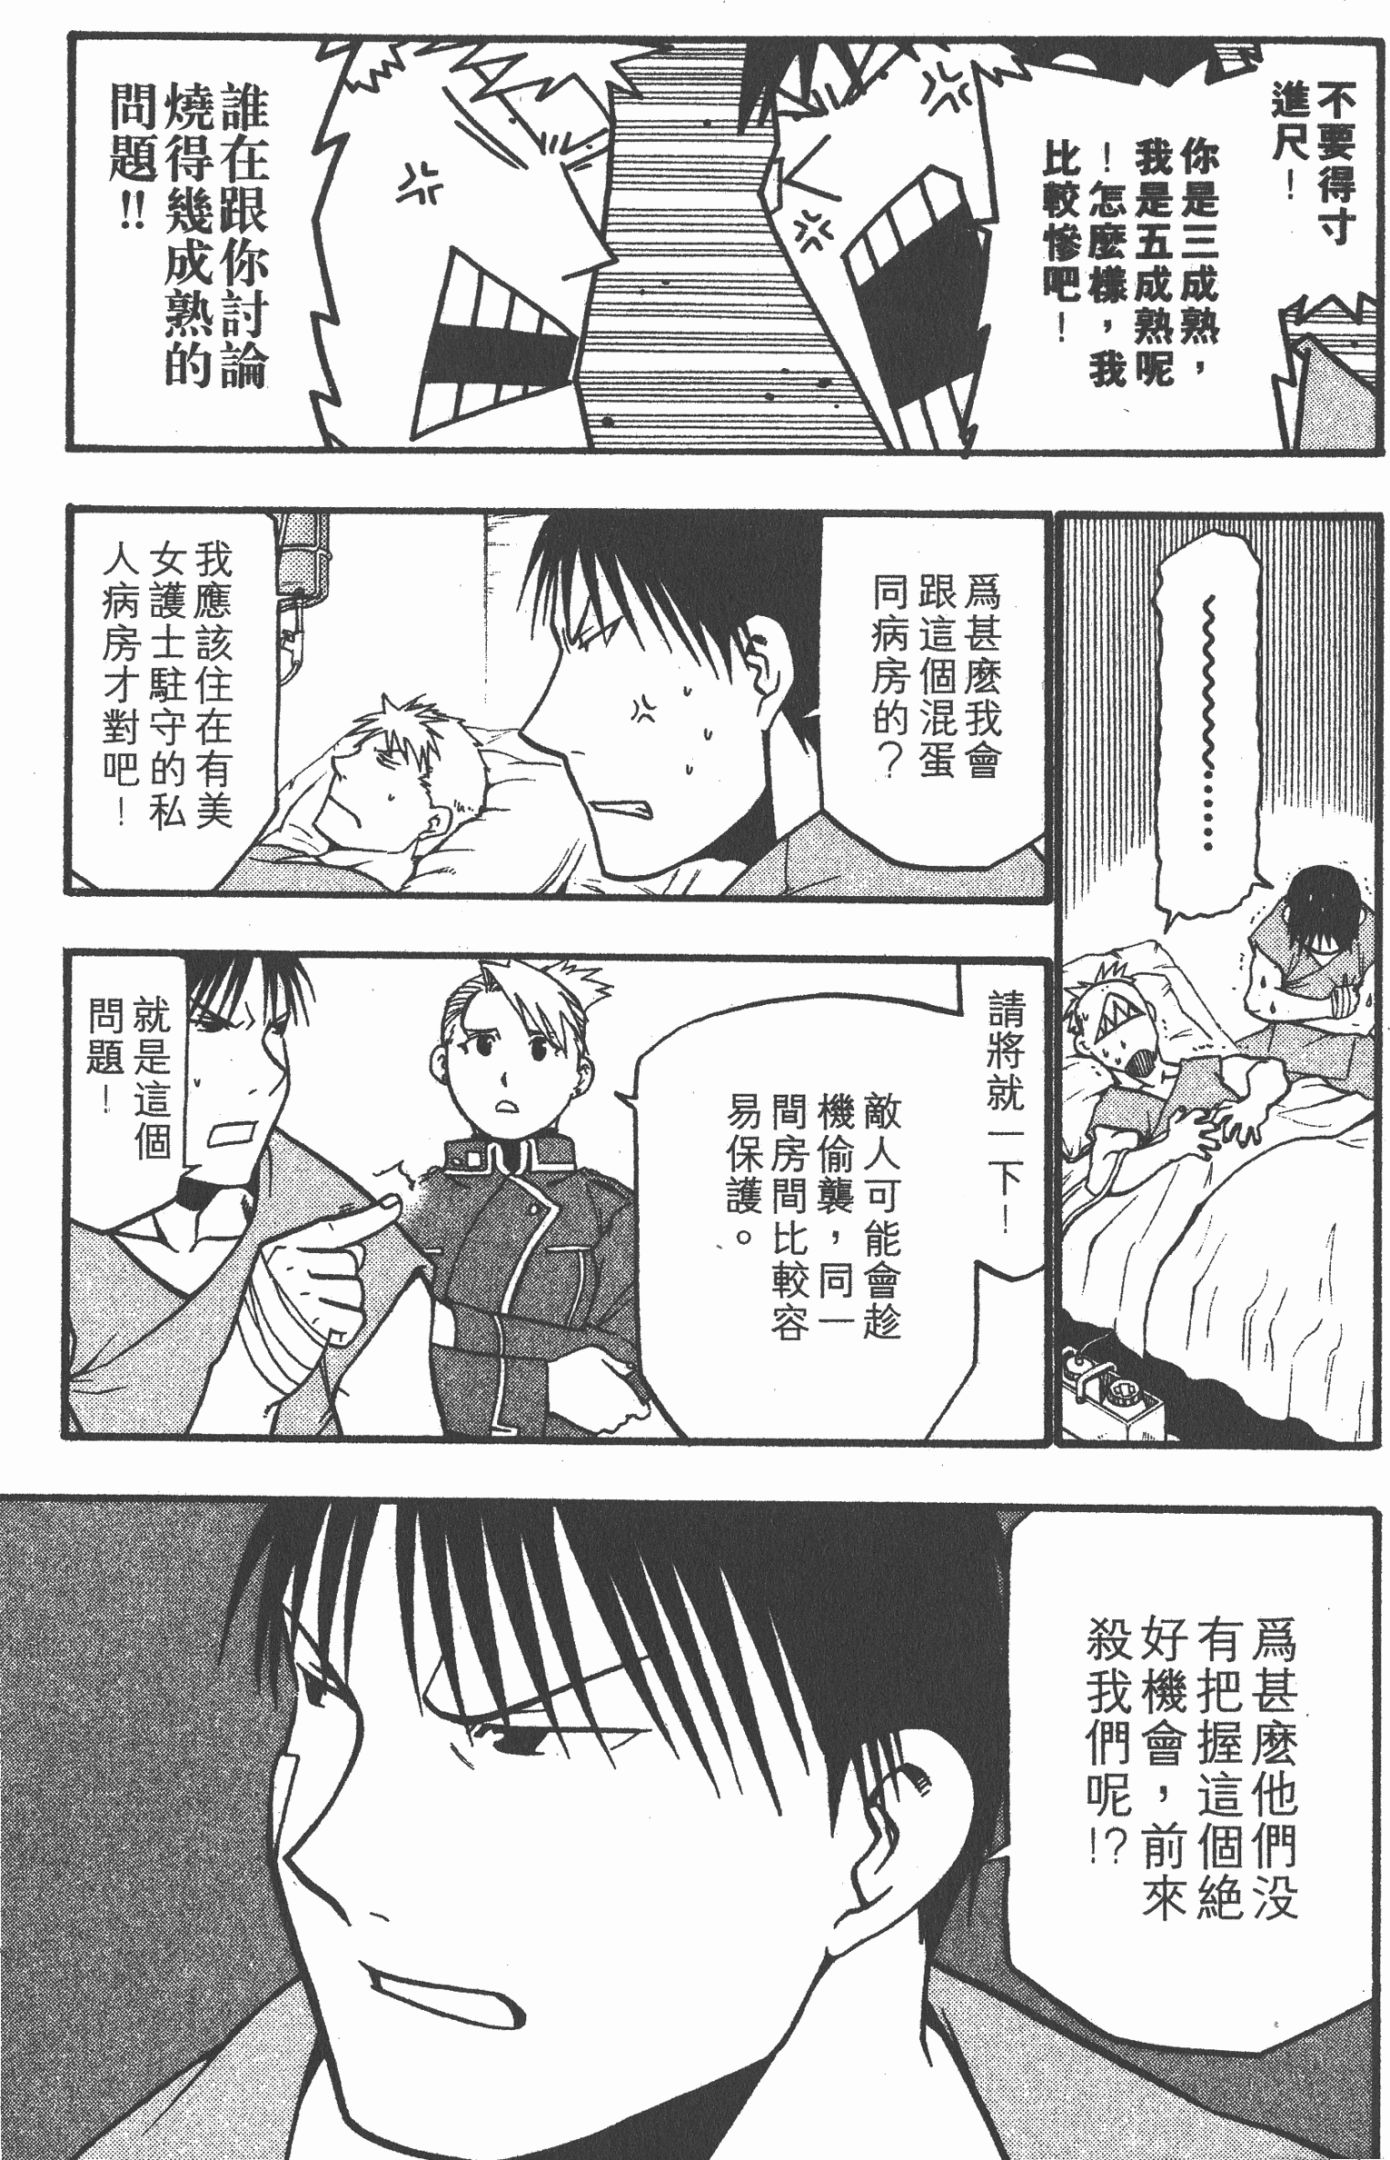 不要得寸
進尺！
你是三成熟，
我是五成熟呢
！怎麼樣，我
比較慘吧！
誰在跟你討論
燒得幾成熟的
問題!!
爲甚麽我會
跟這個混蛋
同病房的？
我應該住在有美
女護士駐守的私
人病房才對吧！
請將就一下！
敵人可能會趁
機偷襲，同一
間房間比較容
易保護。
就是這個
問題！
爲甚麽他們没
有把握這個絕
好機會，前來
殺我們呢!?